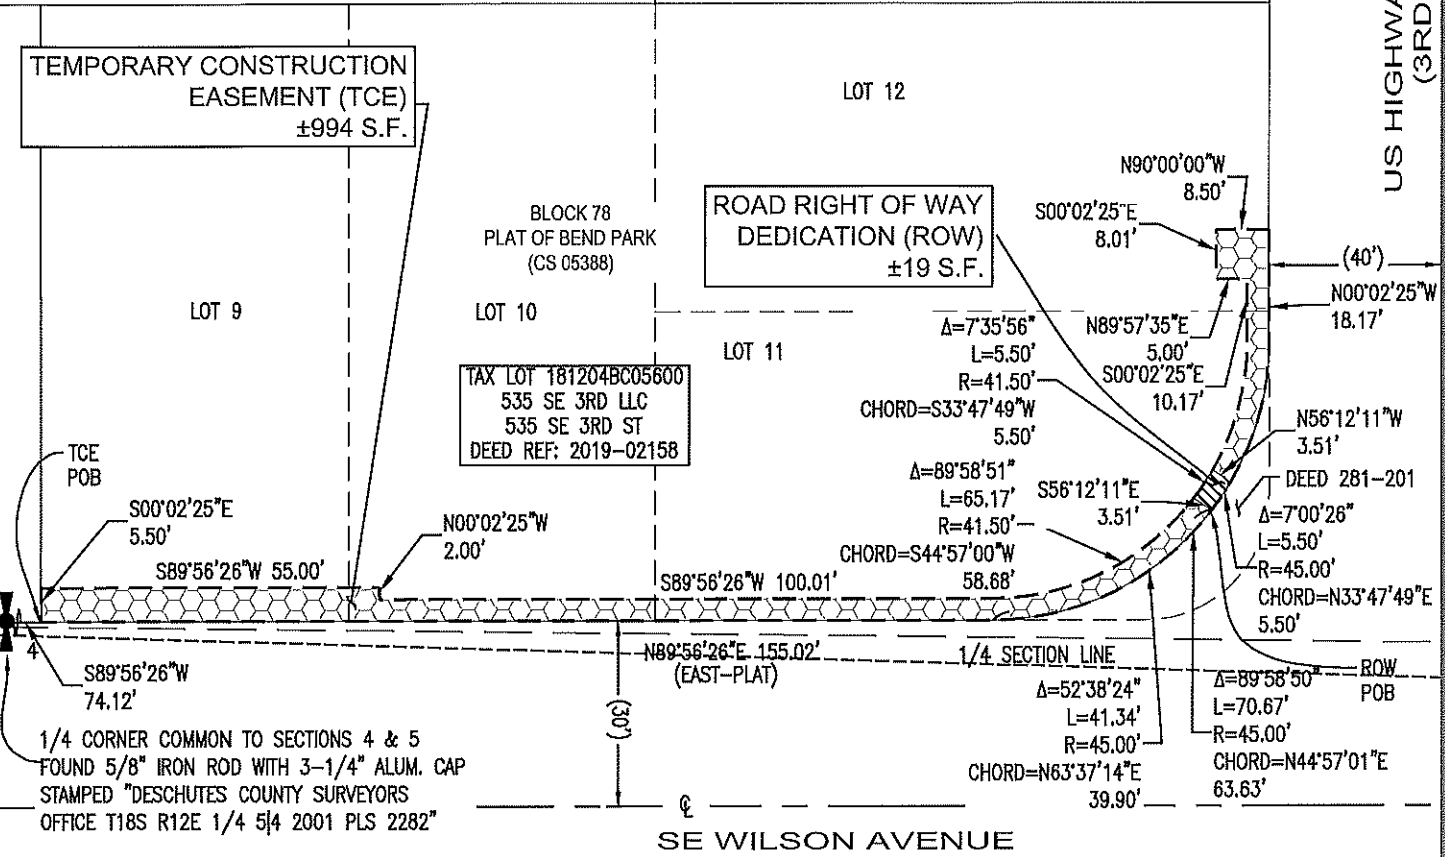 TEMPORARY CONSTRUCTION
EASEMENT (TCE)
±994 S.F.
LOT 12
US HIGHWA
(3RD
N90°00'00"W
8.50'
S00°02'25"E
8.01'
ROAD RIGHT OF WAY
DEDICATION (ROW)
±19 S.F.
BLOCK 78
PLAT OF BEND PARK
(CS 05388)
(40')
N00°02'25"W
18.17'
LOT 9
LOT 10
LOT 11
Δ=7°35'56"
L=5.50'
R=41.50'
CHORD=S33°47'49"W
5.50'
N89°57'35"E
5.00'
S00°02'25"E
10.17'
TAX LOT 181204BC05600
535 SE 3RD LLC
535 SE 3RD ST
DEED REF: 2019-02158
N56°12'11"W
3.51'
TCE
POB
DEED 281-201
Δ=89°58'51"
L=65.17'
R=41.50'
CHORD=S44°57'00"W
58.68'
S56°12'11"E
3.51'
Δ=7°00'26"
L=5.50'
R=45.00'
CHORD=N33°47'49"E
5.50'
S00°02'25"E
5.50'
N00°02'25"W
2.00'
S89°56'26"W 55.00'
S89°56'26"W 100.01'
1
4
S89°56'26"W
74.12'
N89°56'26"E 155.02'
(EAST-PLAT)
1/4 SECTION LINE
ROW
POB
(30')
Δ=52°38'24"
L=41.34'
R=45.00'
CHORD=N63°37'14"E
39.90'
Δ=89°58'50"
L=70.67'
R=45.00'
CHORD=N44°57'01"E
63.63'
1/4 CORNER COMMON TO SECTIONS 4 & 5
FOUND 5/8" IRON ROD WITH 3-1/4" ALUM. CAP
STAMPED "DESCHUTES COUNTY SURVEYORS
OFFICE T18S R12E 1/4 5|4 2001 PLS 2282"
℄
SE WILSON AVENUE